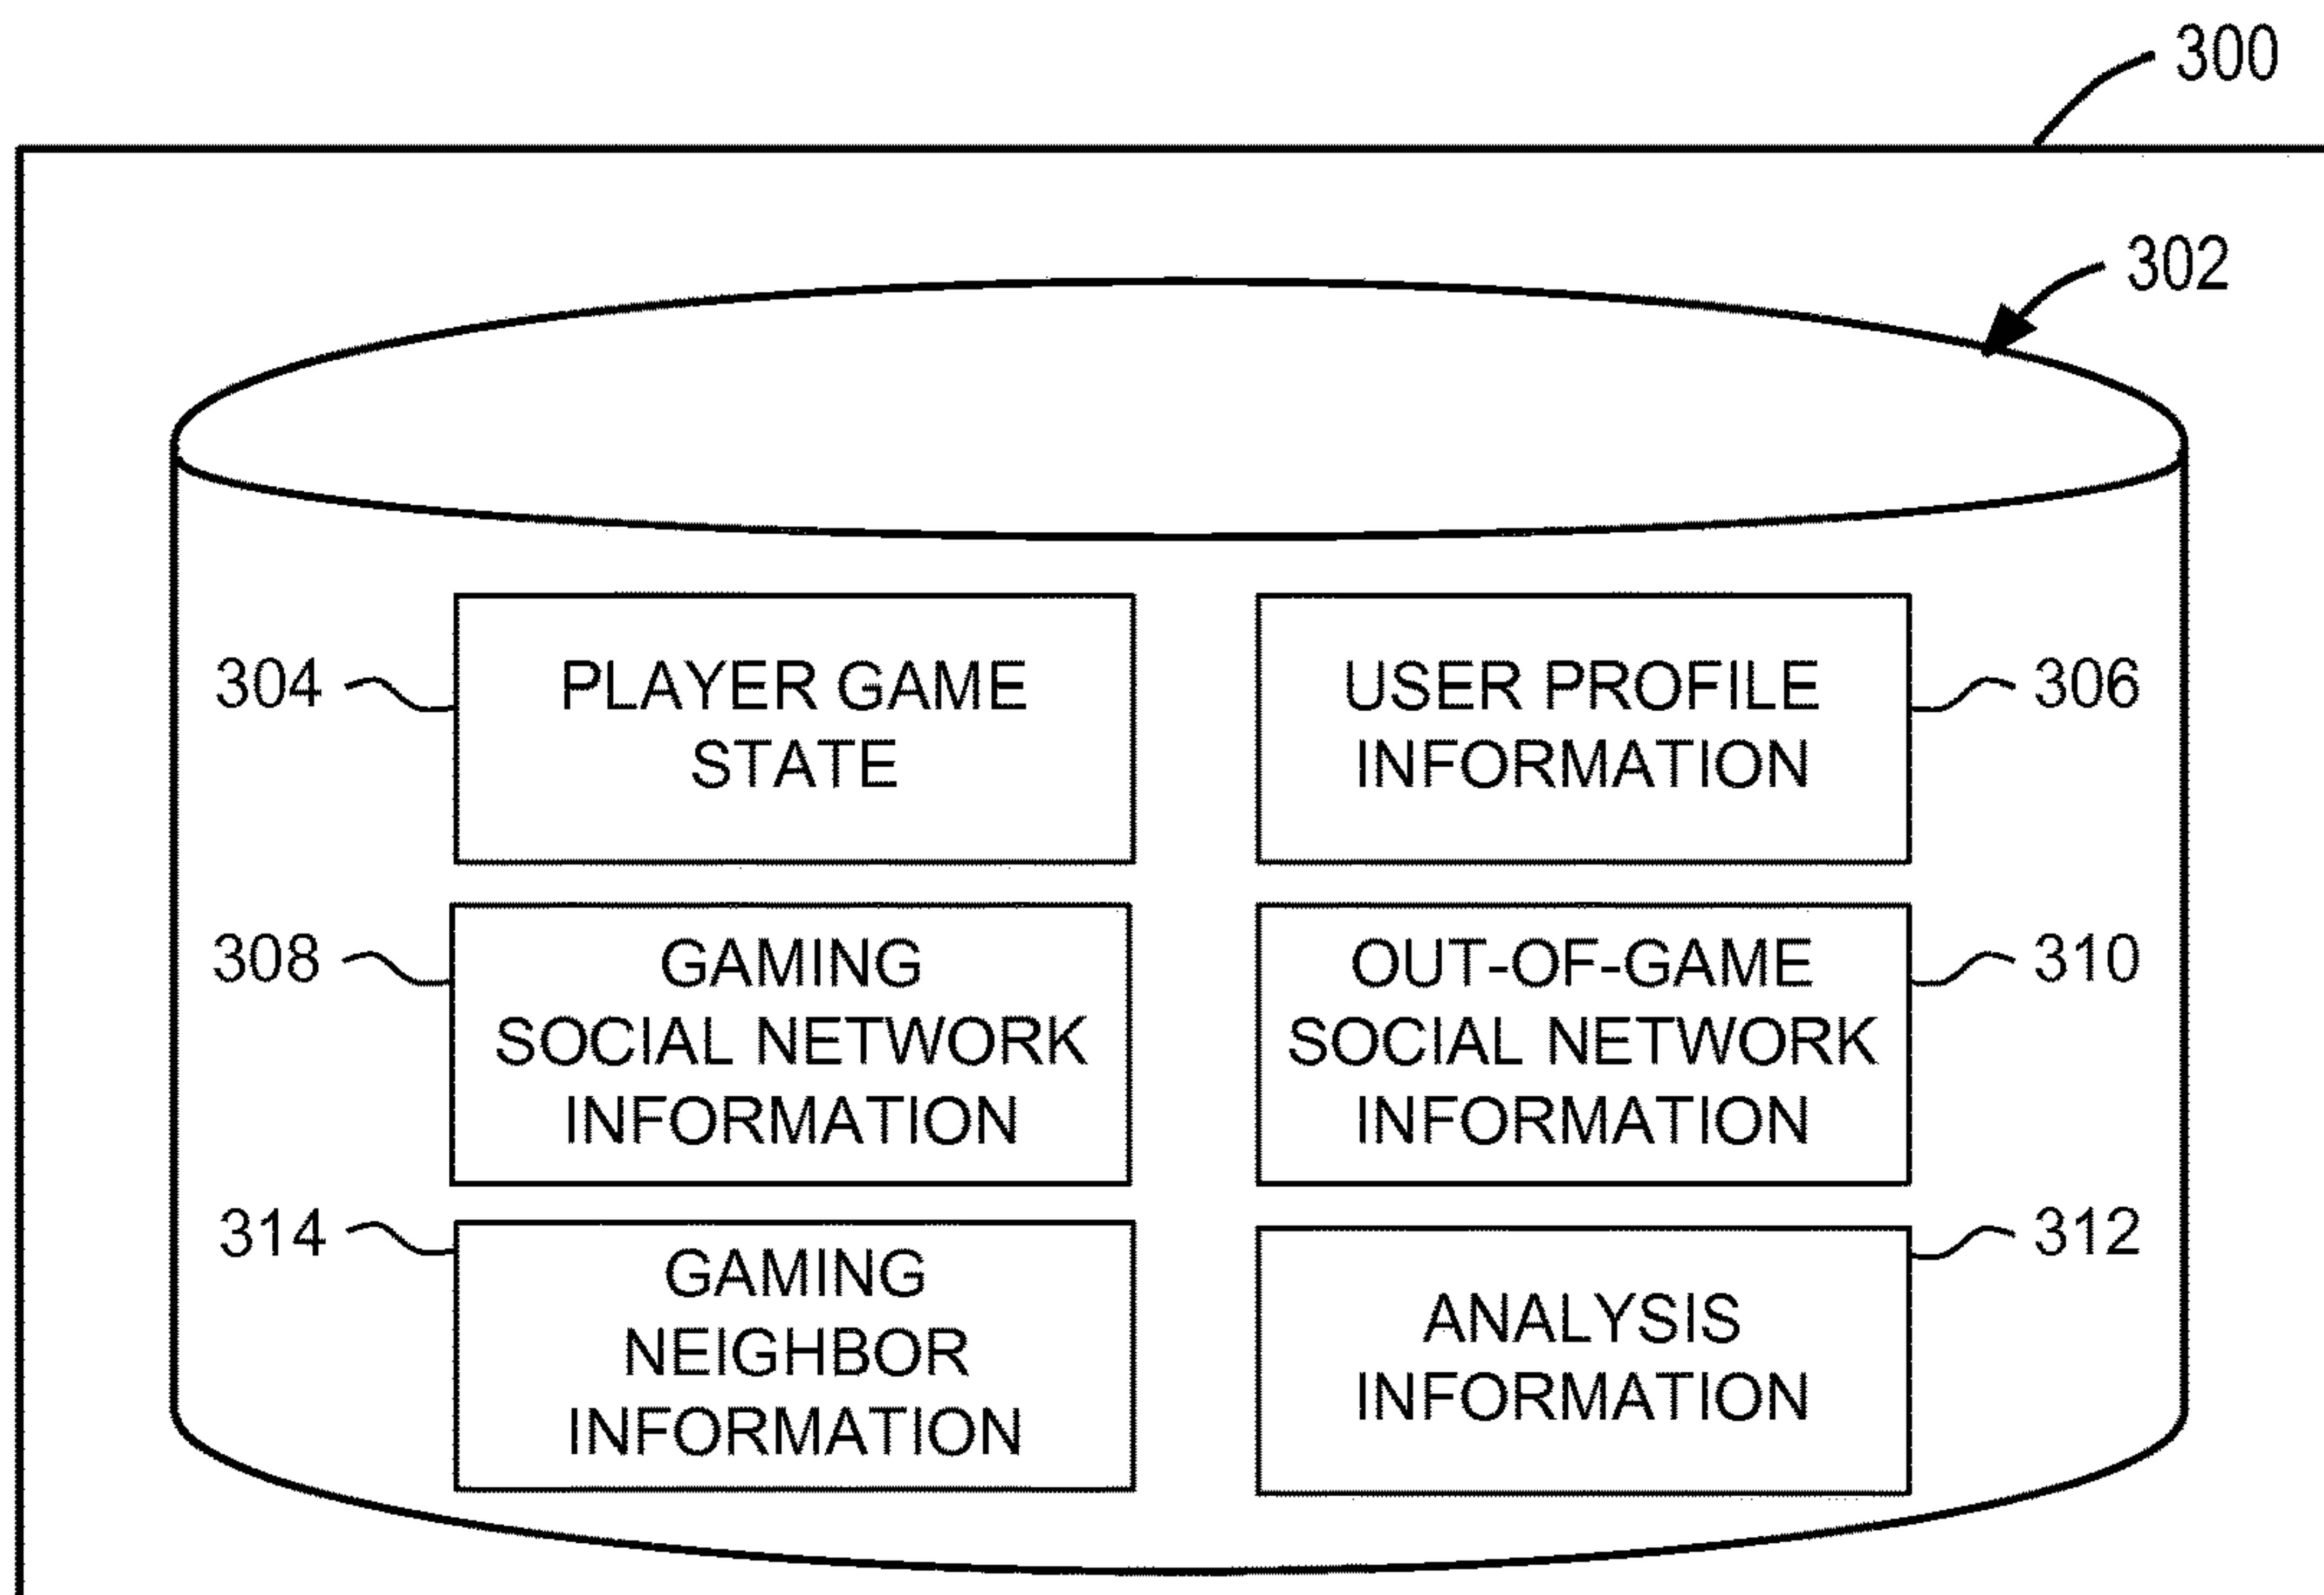 300
302
304
PLAYER GAME
STATE
USER PROFILE
INFORMATION
306
308
GAMING
SOCIAL NETWORK
INFORMATION
OUT-OF-GAME
SOCIAL NETWORK
INFORMATION
310
314
GAMING
NEIGHBOR
INFORMATION
ANALYSIS
INFORMATION
312